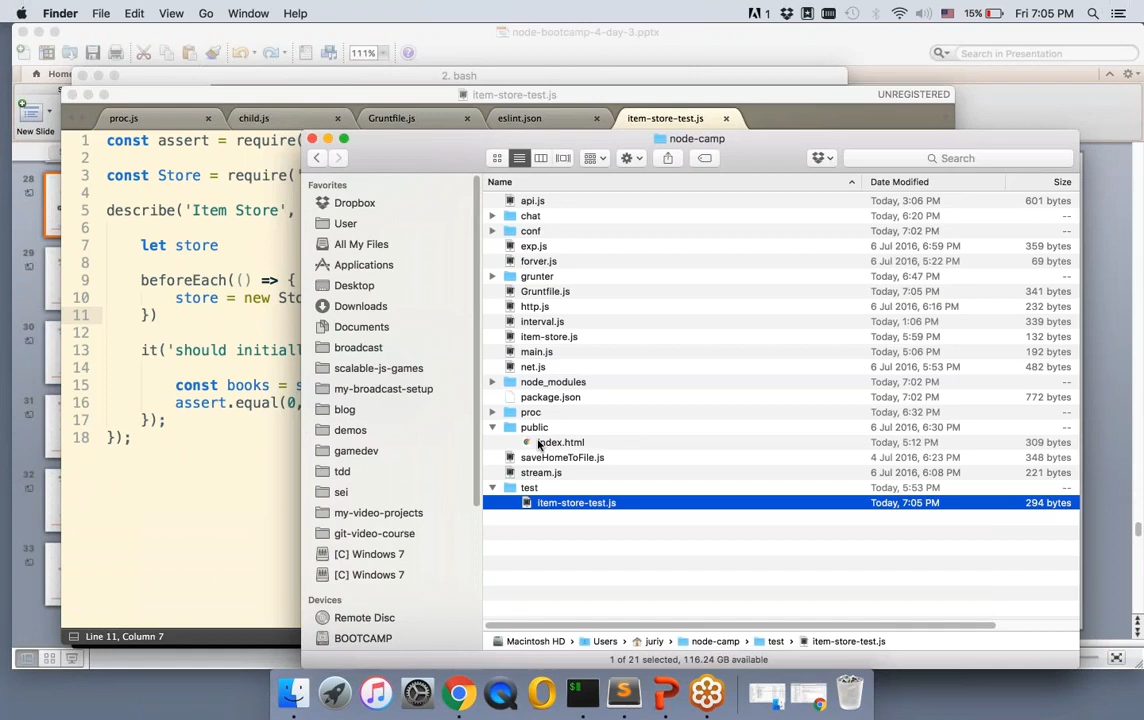 Finder File Edit View Go Window Help 1 15% Fri 7:05 PM
node-bootcamp-4-day-3.pptx
111% Search in Presentation
Home 2. bash
New Slide
item-store-test.js UNREGISTERED
proc.js child.js Gruntfile.js eslint.json item-store-test.js
28
29
30
31
32
33
1 const assert = require(
2
3 const Store = require('
4
5 describe('Item Store',
6
7 let store
8
9 beforeEach(() => {
10 store = new Sto
11 })
12
13 it('should initiall
14
15 const books = s
16 assert.equal(0,
17 });
18 });
Line 11, Column 7
node-camp
Search
Favorites
Dropbox
User
All My Files
Applications
Desktop
Downloads
Documents
broadcast
scalable-js-games
my-broadcast-setup
blog
demos
gamedev
tdd
sei
my-video-projects
git-video-course
[C] Windows 7
[C] Windows 7
Devices
Remote Disc
BOOTCAMP
Name Date Modified Size
api.js Today, 3:06 PM 601 bytes
chat Today, 6:20 PM --
conf Today, 7:02 PM --
exp.js 6 Jul 2016, 6:59 PM 359 bytes
forver.js 6 Jul 2016, 5:22 PM 69 bytes
grunter Today, 6:47 PM --
Gruntfile.js Today, 7:05 PM 341 bytes
http.js 6 Jul 2016, 6:16 PM 232 bytes
interval.js Today, 1:06 PM 339 bytes
item-store.js Today, 5:59 PM 132 bytes
main.js Today, 5:06 PM 192 bytes
net.js 6 Jul 2016, 5:53 PM 482 bytes
node_modules Today, 7:02 PM --
package.json Today, 7:02 PM 772 bytes
proc Today, 6:32 PM --
public 6 Jul 2016, 6:30 PM --
index.html Today, 5:12 PM 309 bytes
saveHomeToFile.js 4 Jul 2016, 6:23 PM 348 bytes
stream.js 6 Jul 2016, 6:08 PM 221 bytes
test Today, 5:53 PM --
item-store-test.js Today, 7:05 PM 294 bytes
Macintosh HD Users juriy node-camp test item-store-test.js
1 of 21 selected, 116.24 GB available